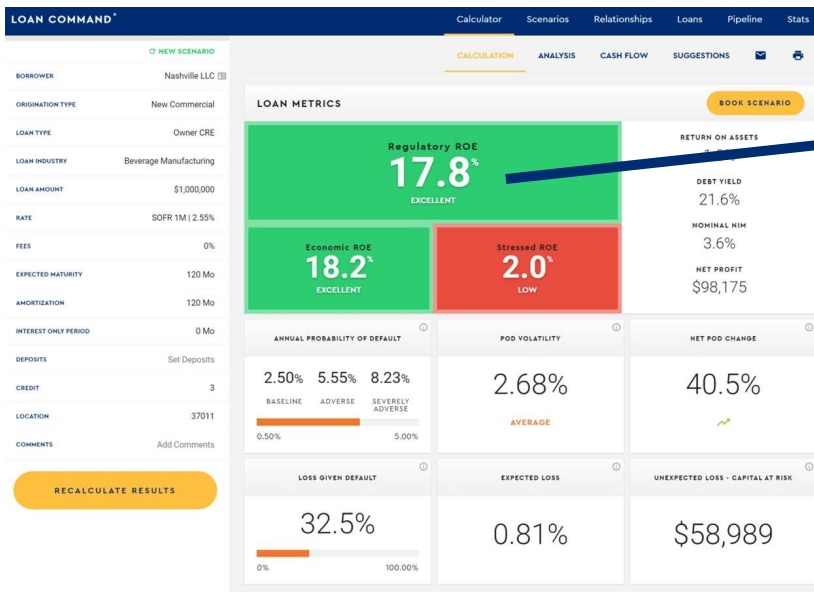 LOAN COMMAND
Calculator Scenarios Relationships Loans Pipeline Stats
NEW SCENARIO
CALCULATION ANALYSIS CASH FLOW SUGGESTIONS
BORROWER Nashville LLC
ORIGINATION TYPE New Commercial
LOAN TYPE Owner CRE
LOAN INDUSTRY Beverage Manufacturing
LOAN AMOUNT $1,000,000
RATE SOFR 1M | 2.55%
FEES 0%
EXPECTED MATURITY 120 Mo
AMORTIZATION 120 Mo
INTEREST ONLY PERIOD 0 Mo
DEPOSITS Set Deposits
CREDIT 3
LOCATION 37011
COMMENTS Add Comments
RECALCULATE RESULTS
LOAN METRICS
BOOK SCENARIO
Regulatory ROE
17.8%
EXCELLENT
Economic ROE
18.2%
EXCELLENT
Stressed ROE
2.0%
LOW
RETURN ON ASSETS
DEBT YIELD
21.6%
NOMINAL NIM
3.6%
NET PROFIT
$98,175
ANNUAL PROBABILITY OF DEFAULT
2.50% 5.55% 8.23%
BASELINE ADVERSE SEVERELY
ADVERSE
0.50% 5.00%
POD VOLATILITY
2.68%
AVERAGE
NET POD CHANGE
40.5%
LOSS GIVEN DEFAULT
32.5%
0% 100.00%
EXPECTED LOSS
0.81%
UNEXPECTED LOSS - CAPITAL AT RISK
$58,989